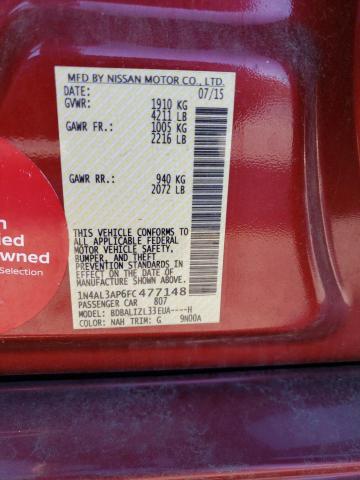 MFD BY NISSAN MOTOR CO., LTD.
DATE: 07/15
GVWR: 1910 KG
4211 LB
GAWR FR.: 1005 KG
2216 LB
GAWR RR.: 940 KG
2072 LB
THIS VEHICLE CONFORMS TO ALL
APPLICABLE FEDERAL
MOTOR VEHICLE SAFETY,
BUMPER, AND THEFT
PREVENTION STANDARDS IN
EFFECT ON THE DATE OF
MANUFACTURE SHOWN ABOVE.
1N4AL3AP6FC477148
PASSENGER CAR 807
MODEL: BDBALIZL33EUA----H
COLOR: NAH TRIM: G 9N00A
wned
Selection